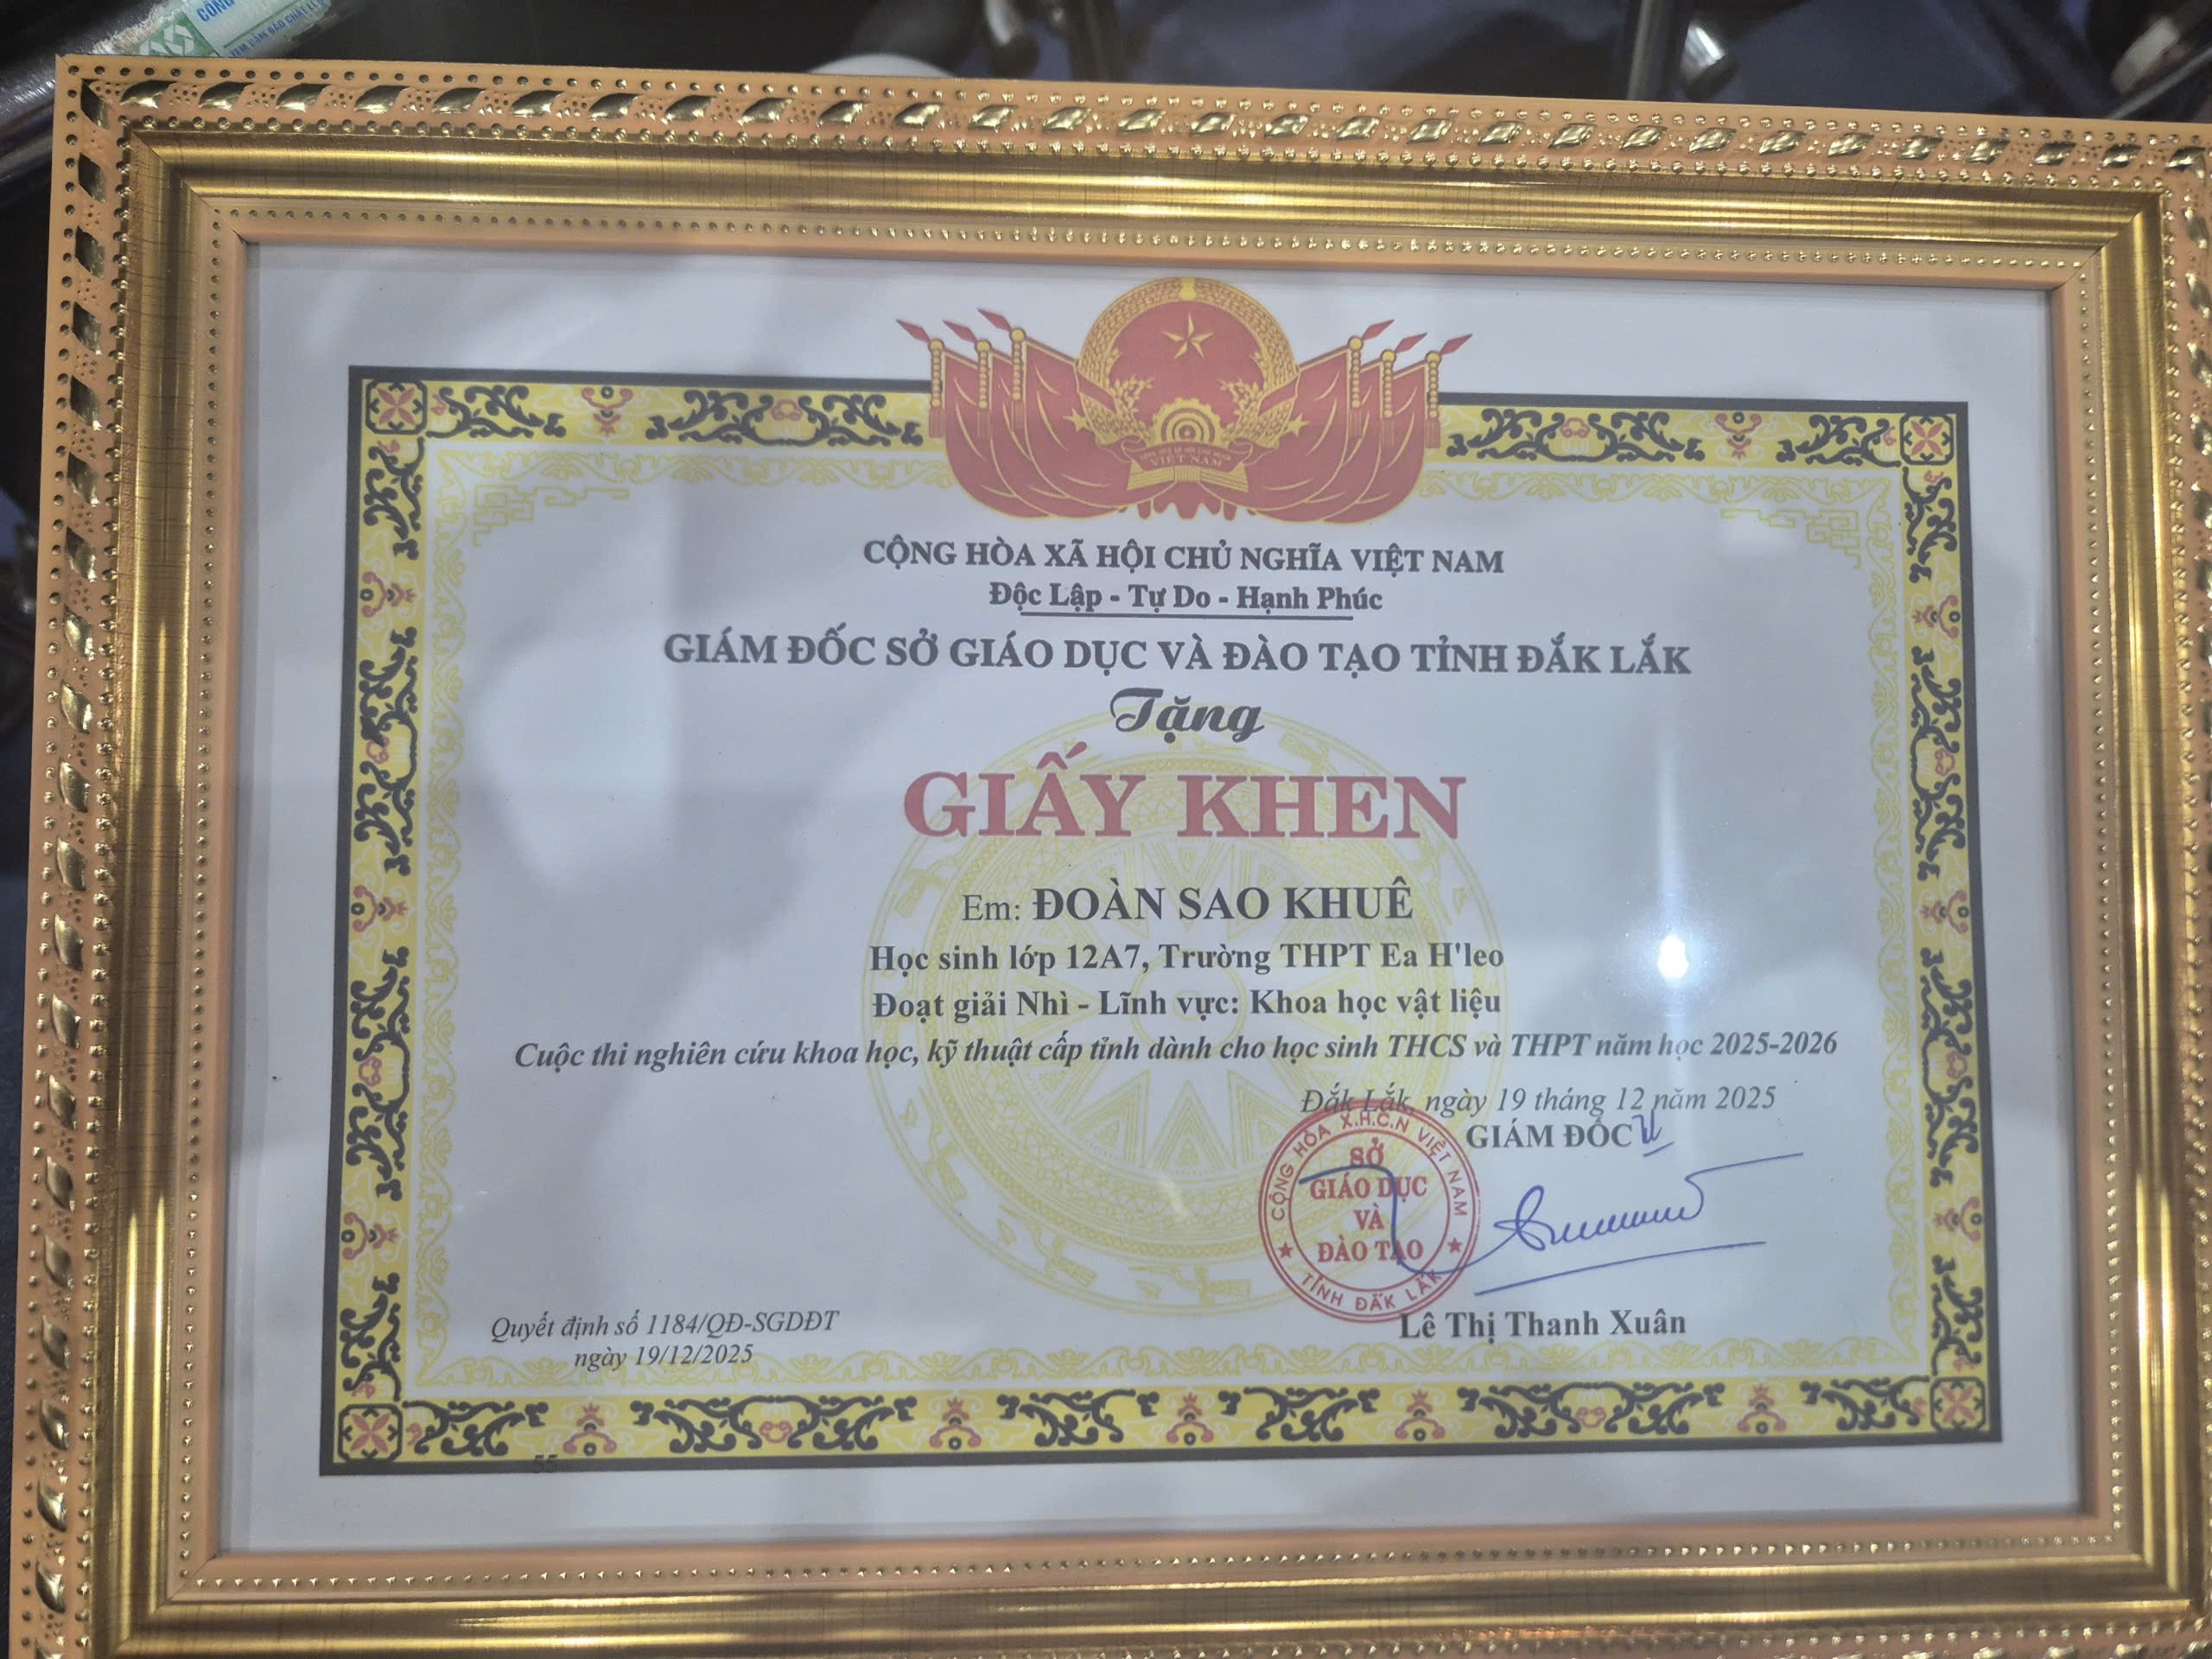 CÔNG
TEM
CỘNG HÒA XÃ HỘI CHỦ NGHĨA VIỆT NAM
Độc Lập - Tự Do - Hạnh Phúc
GIÁM ĐỐC SỞ GIÁO DỤC VÀ ĐÀO TẠO TỈNH ĐẮK LẮK
Tặng
GIẤY KHEN
Em: ĐOÀN SAO KHUÊ
Học sinh lớp 12A7, Trường THPT Ea H'leo
Đoạt giải Nhì - Lĩnh vực: Khoa học vật liệu
Cuộc thi nghiên cứu khoa học, kỹ thuật cấp tỉnh dành cho học sinh THCS và THPT năm học 2025-2026
Đắk Lắk, ngày 19 tháng 12 năm 2025
GIÁM ĐỐC
CỘNG HÒA X.H.C.N VIỆT NAM
SỞ
GIÁO DỤC
VÀ
ĐÀO TẠO
TỈNH ĐẮK LẮK
Lê Thị Thanh Xuân
Quyết định số 1184/QĐ-SGDĐT
ngày 19/12/2025
55